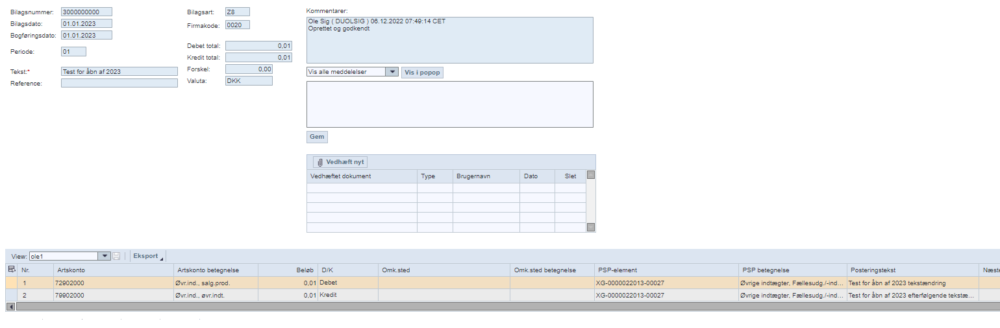 Bilagsnummer: 3000000000
Bilagsdato: 01.01.2023
Bogføringsdato: 01.01.2023
Periode: 01
Tekst:* Test for åbn af 2023
Reference:
Bilagsart: Z8
Firmakode: 0020
Debet total: 0,01
Kredit total: 0,01
Forskel: 0,00
Valuta: DKK
Kommentarer:
Ole Sig ( DUOLSIG ) 06.12.2022 07:49:14 CET
Oprettet og godkendt
Vis alle meddelelser Vis i popop
Gem
Vedhæft nyt
Vedhæftet dokument Type Brugernavn Dato Slet
View: ole1 Eksport
Nr. Artskonto Artskonto betegnelse Beløb D/K Omk.sted Omk.sted betegnelse PSP-element PSP betegnelse Posteringstekst Næste
1 72902000 Øvr.ind., salg.prod. 0,01 Debet XG-0000022013-00027 Øvrige indtægter, Fællesudg./-ind... Test for åbn af 2023 tekstændring
2 79902000 Øvr.ind., øvr.indt. 0,01 Kredit XG-0000022013-00027 Øvrige indtægter, Fællesudg./-ind... Test for åbn af 2023 efterfølgende tekstæ...